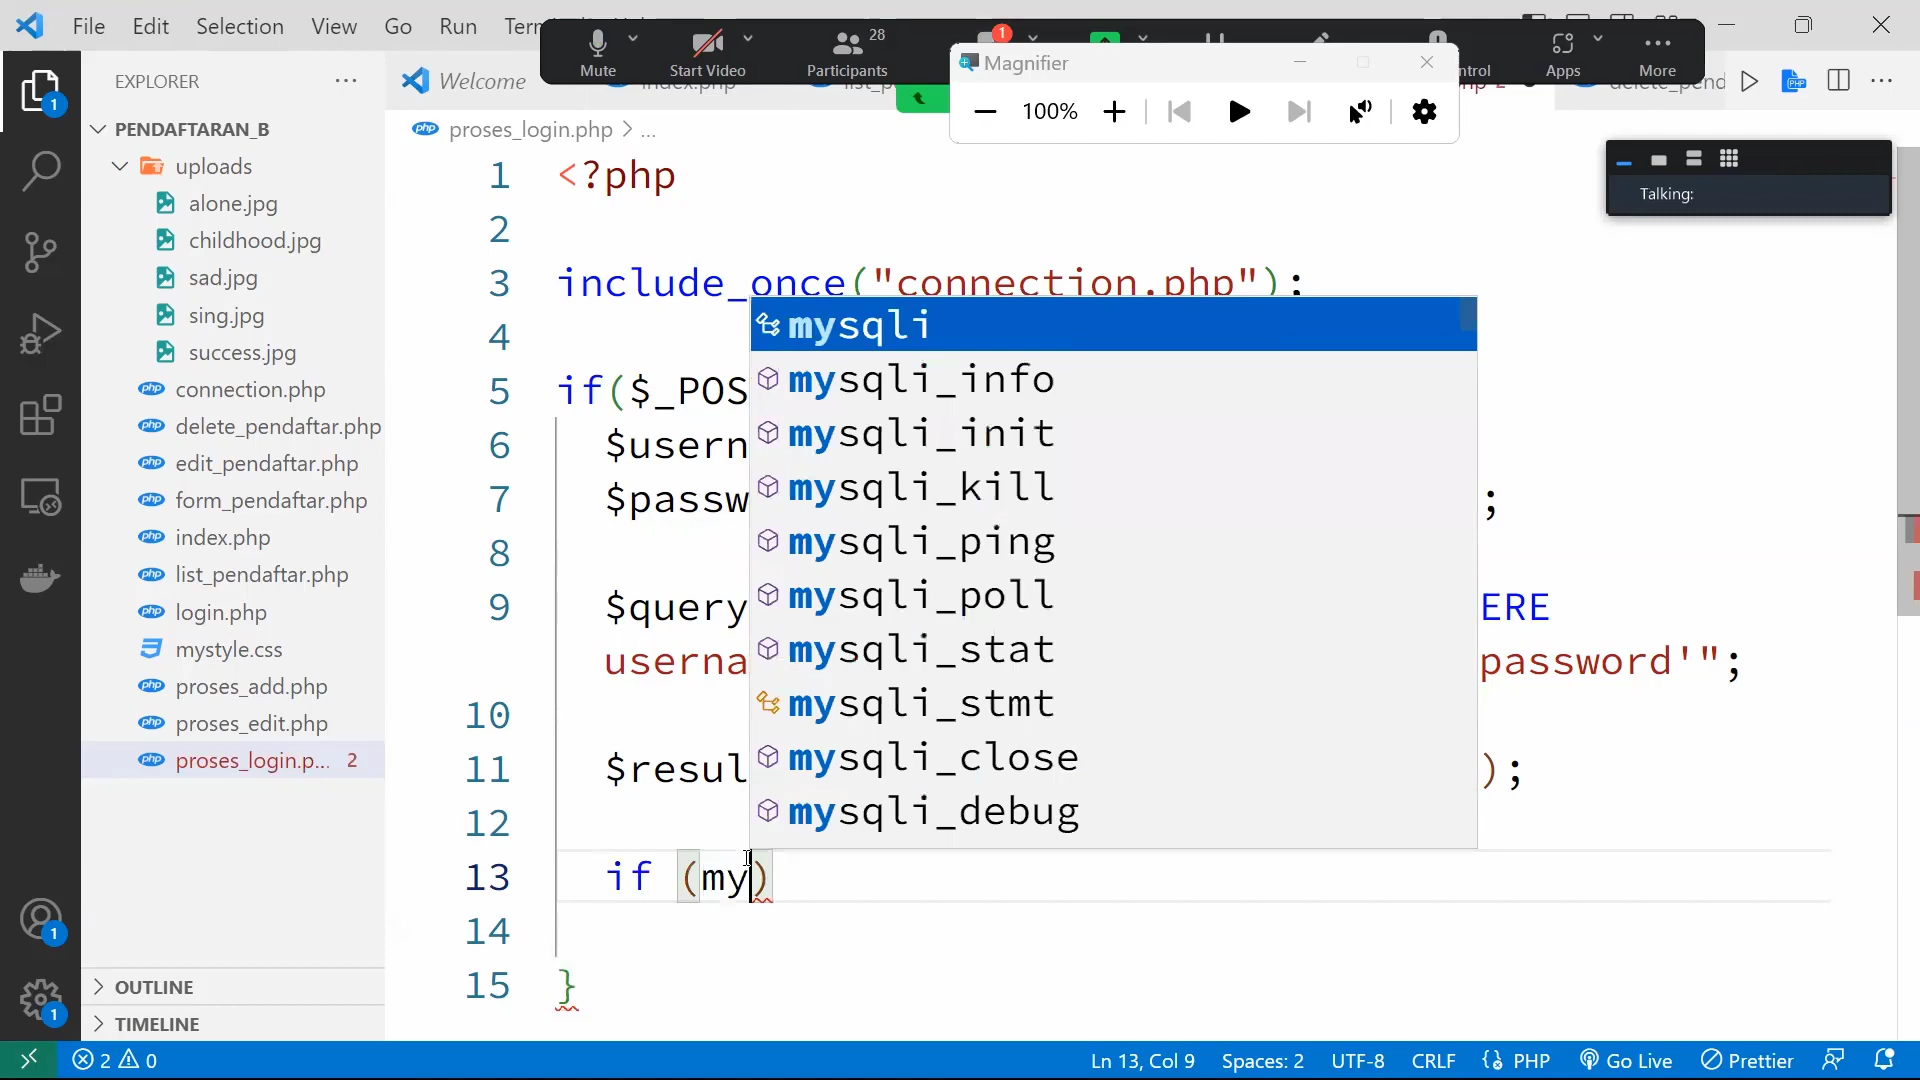 File Edit Selection View Go Run
Mute Start Video Participants 28 1 Apps More
Magnifier
100%
Talking:
EXPLORER
Welcome
PENDAFTARAN_B
uploads
alone.jpg
childhood.jpg
sad.jpg
sing.jpg
success.jpg
connection.php
delete_pendaftar.php
edit_pendaftar.php
form_pendaftar.php
index.php
list_pendaftar.php
login.php
mystyle.css
proses_add.php
proses_edit.php
proses_login.p... 2
OUTLINE
TIMELINE
proses_login.php > ...
1 <?php
2
3 include_once("connection.php");
4
5 if($_POS
6 $usern
7 $passw ;
8
9 $query ERE
userna password'";
10
11 $resul );
12
13 if (my)
14
15 }
mysqli
mysqli_info
mysqli_init
mysqli_kill
mysqli_ping
mysqli_poll
mysqli_stat
mysqli_stmt
mysqli_close
mysqli_debug
1
1
1
2 0 Ln 13, Col 9 Spaces: 2 UTF-8 CRLF PHP Go Live Prettier